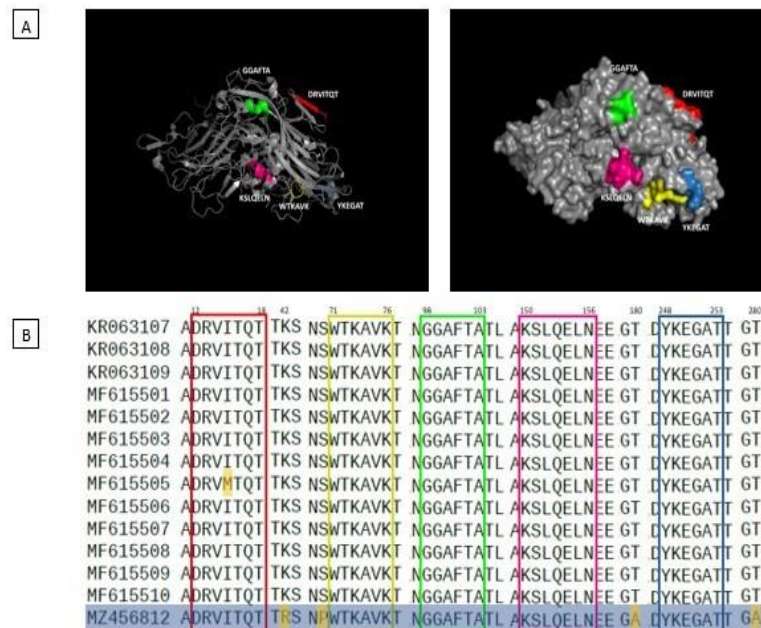 A
GGAFTA
DRVITQT
KSLQELN
WTKAVK
YKEGAT
GGAFTA
DRVITQT
KSLQELN
WTKAVK
YKEGAT
B
12 18 42 71 76 98 103 150 156 180 248 253 280
KR063107 ADRVITQT TKS NSWTKAVKT NGGAFTATL AKSLQELNEE GT DYKEGATT GT
KR063108 ADRVITQT TKS NSWTKAVKT NGGAFTATL AKSLQELNEE GT DYKEGATT GT
KR063109 ADRVITQT TKS NSWTKAVKT NGGAFTATL AKSLQELNEE GT DYKEGATT GT
MF615501 ADRVITQT TKS NSWTKAVKT NGGAFTATL AKSLQELNEE GT DYKEGATT GT
MF615502 ADRVITQT TKS NSWTKAVKT NGGAFTATL AKSLQELNEE GT DYKEGATT GT
MF615503 ADRVITQT TKS NSWTKAVKT NGGAFTATL AKSLQELNEE GT DYKEGATT GT
MF615504 ADRVITQT TKS NSWTKAVKT NGGAFTATL AKSLQELNEE GT DYKEGATT GT
MF615505 ADRVMTQT TKS NSWTKAVKT NGGAFTATL AKSLQELNEE GT DYKEGATT GT
MF615506 ADRVITQT TKS NSWTKAVKT NGGAFTATL AKSLQELNEE GT DYKEGATT GT
MF615507 ADRVITQT TKS NSWTKAVKT NGGAFTATL AKSLQELNEE GT DYKEGATT GT
MF615508 ADRVITQT TKS NSWTKAVKT NGGAFTATL AKSLQELNEE GT DYKEGATT GT
MF615509 ADRVITQT TKS NSWTKAVKT NGGAFTATL AKSLQELNEE GT DYKEGATT GT
MF615510 ADRVITQT TKS NSWTKAVKT NGGAFTATL AKSLQELNEE GT DYKEGATT GT
MZ456812 ADRVITQT TRS NPWTKAVKT NGGAFTATL AKSLQELNEE GA DYKEGATT GA